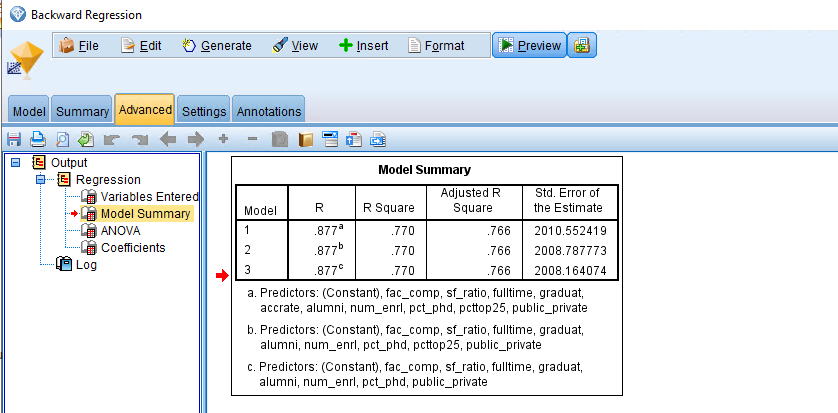 Backward Regression
File Edit Generate View Insert Format Preview
Model Summary Advanced Settings Annotations
Output
Regression
Variables Entered
Model Summary
ANOVA
Coefficients
Log
Model Summary
Model R R Square Adjusted R Square Std. Error of the Estimate
1 .877a .770 .766 2010.552419
2 .877b .770 .766 2008.787773
3 .877c .770 .766 2008.164074
a. Predictors: (Constant), fac_comp, sf_ratio, fulltime, graduat,
accrate, alumni, num_enrl, pct_phd, pcttop25, public_private
b. Predictors: (Constant), fac_comp, sf_ratio, fulltime, graduat,
alumni, num_enrl, pct_phd, pcttop25, public_private
c. Predictors: (Constant), fac_comp, sf_ratio, fulltime, graduat,
alumni, num_enrl, pct_phd, public_private